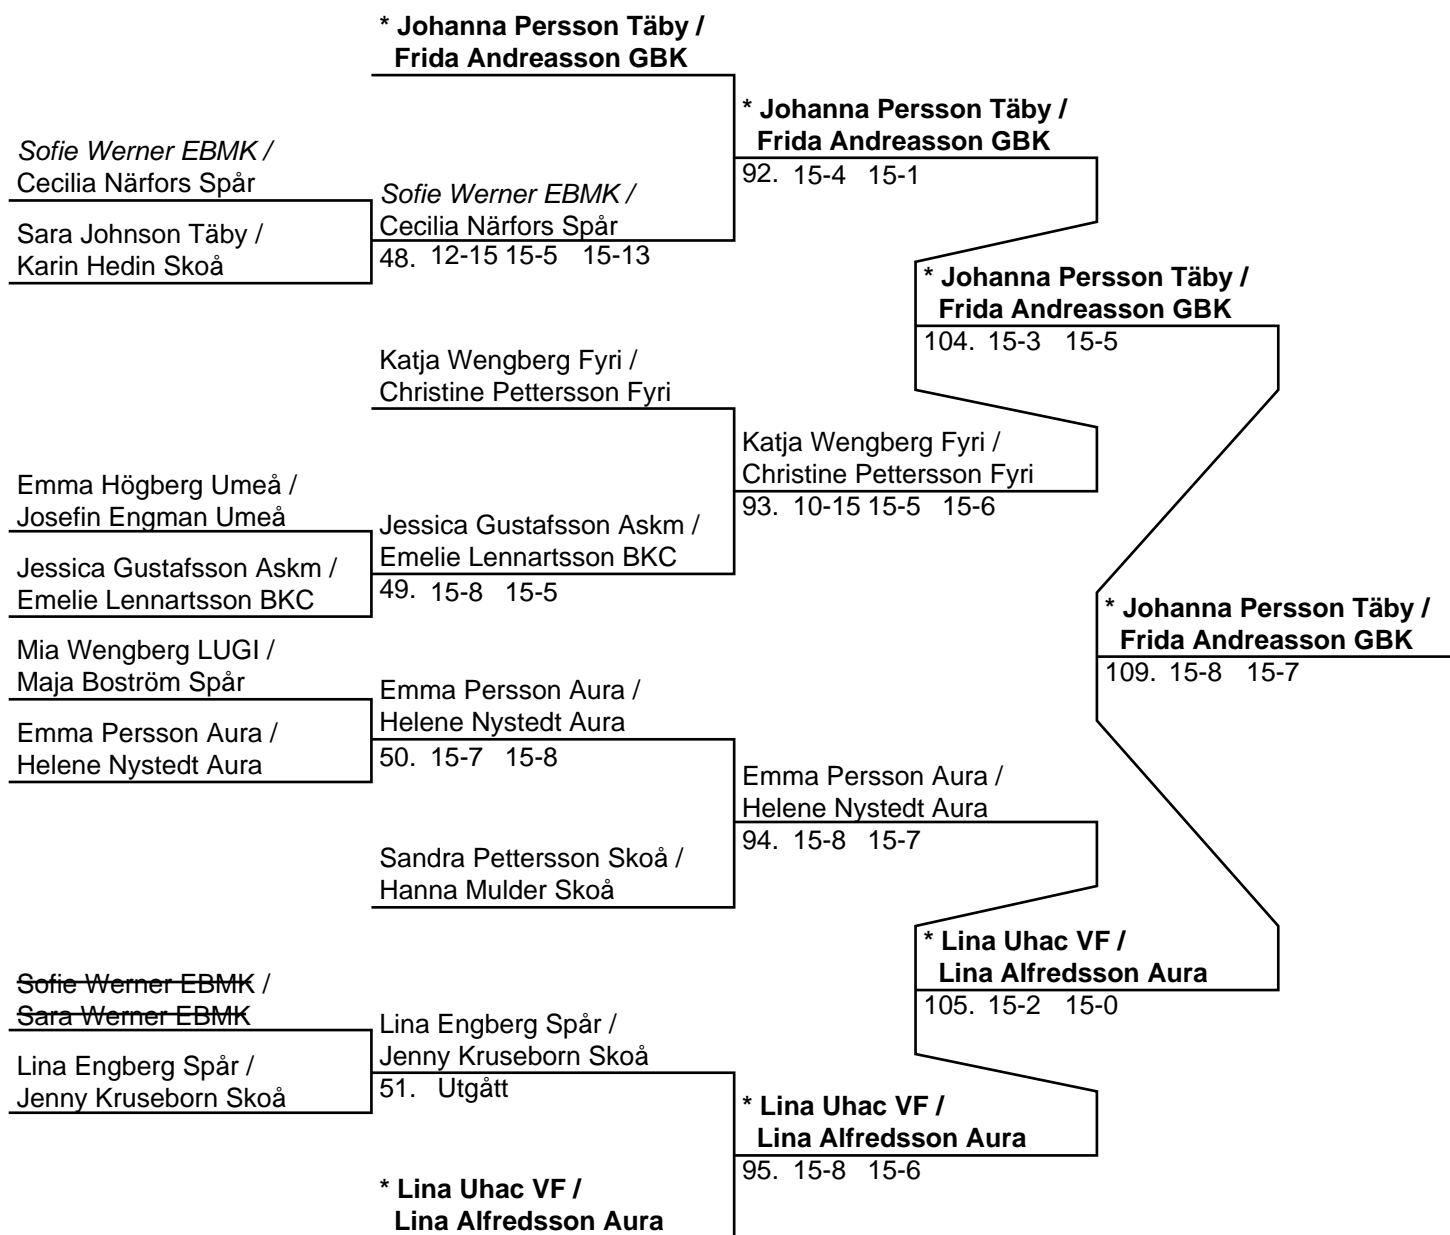 * Johanna Persson Täby /
Frida Andreasson GBK
* Johanna Persson Täby /
Frida Andreasson GBK
92. 15-4 15-1
Sofie Werner EBMK /
Cecilia Närfors Spår
Sofie Werner EBMK /
Cecilia Närfors Spår
48. 12-15 15-5 15-13
Sara Johnson Täby /
Karin Hedin Skoå
* Johanna Persson Täby /
Frida Andreasson GBK
104. 15-3 15-5
Katja Wengberg Fyri /
Christine Pettersson Fyri
Katja Wengberg Fyri /
Christine Pettersson Fyri
93. 10-15 15-5 15-6
Emma Högberg Umeå /
Josefin Engman Umeå
Jessica Gustafsson Askm /
Emelie Lennartsson BKC
49. 15-8 15-5
Jessica Gustafsson Askm /
Emelie Lennartsson BKC
* Johanna Persson Täby /
Frida Andreasson GBK
109. 15-8 15-7
Mia Wengberg LUGI /
Maja Boström Spår
Emma Persson Aura /
Helene Nystedt Aura
50. 15-7 15-8
Emma Persson Aura /
Helene Nystedt Aura
Emma Persson Aura /
Helene Nystedt Aura
94. 15-8 15-7
Sandra Pettersson Skoå /
Hanna Mulder Skoå
* Lina Uhac VF /
Lina Alfredsson Aura
105. 15-2 15-0
Sofie Werner EBMK /
Sara Werner EBMK
Lina Engberg Spår /
Jenny Kruseborn Skoå
51. Utgått
Lina Engberg Spår /
Jenny Kruseborn Skoå
* Lina Uhac VF /
Lina Alfredsson Aura
95. 15-8 15-6
* Lina Uhac VF /
Lina Alfredsson Aura